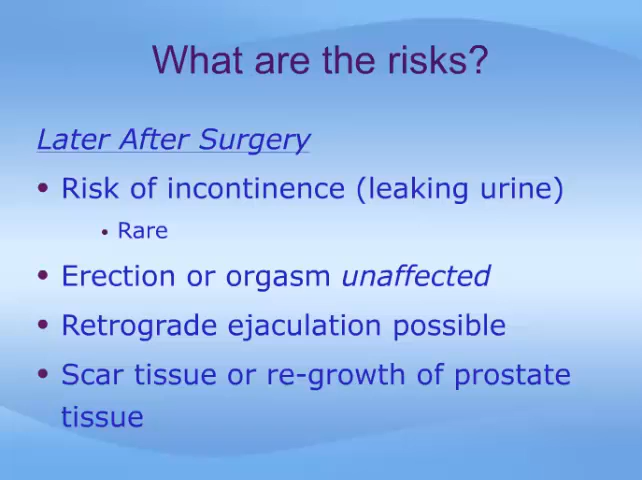 What are the risks?
Later After Surgery
• Risk of incontinence (leaking urine)
• Rare
• Erection or orgasm unaffected
• Retrograde ejaculation possible
• Scar tissue or re-growth of prostate
tissue